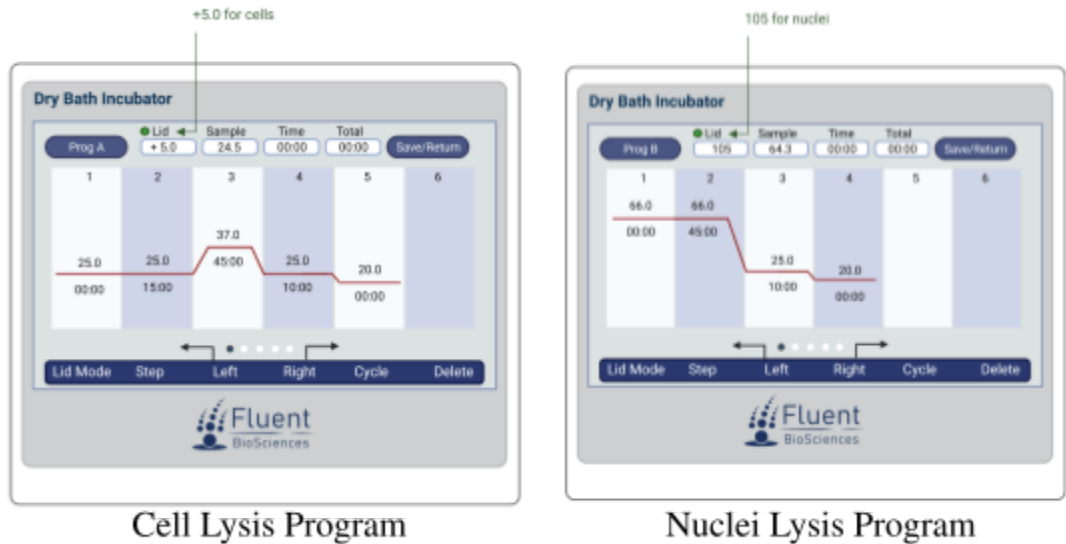 +5.0 for cells
Dry Bath Incubator
Lid Sample Time Total
Prog A + 5.0 24.5 00:00 00:00 Save/Return
1 2 3 4 5 6
37.0
25.0 25.0 45:00 25.0 20.0
00:00 15:00 10:00 00:00
Lid Mode Step Left Right Cycle Delete
Fluent
BioSciences
Cell Lysis Program
105 for nuclei
Dry Bath Incubator
Lid Sample Time Total
Prog B 105 64.3 00:00 00:00 Save/Return
1 2 3 4 5 6
66.0 66.0
00:00 45:00
25.0 20.0
10:00 00:00
Lid Mode Step Left Right Cycle Delete
Fluent
BioSciences
Nuclei Lysis Program